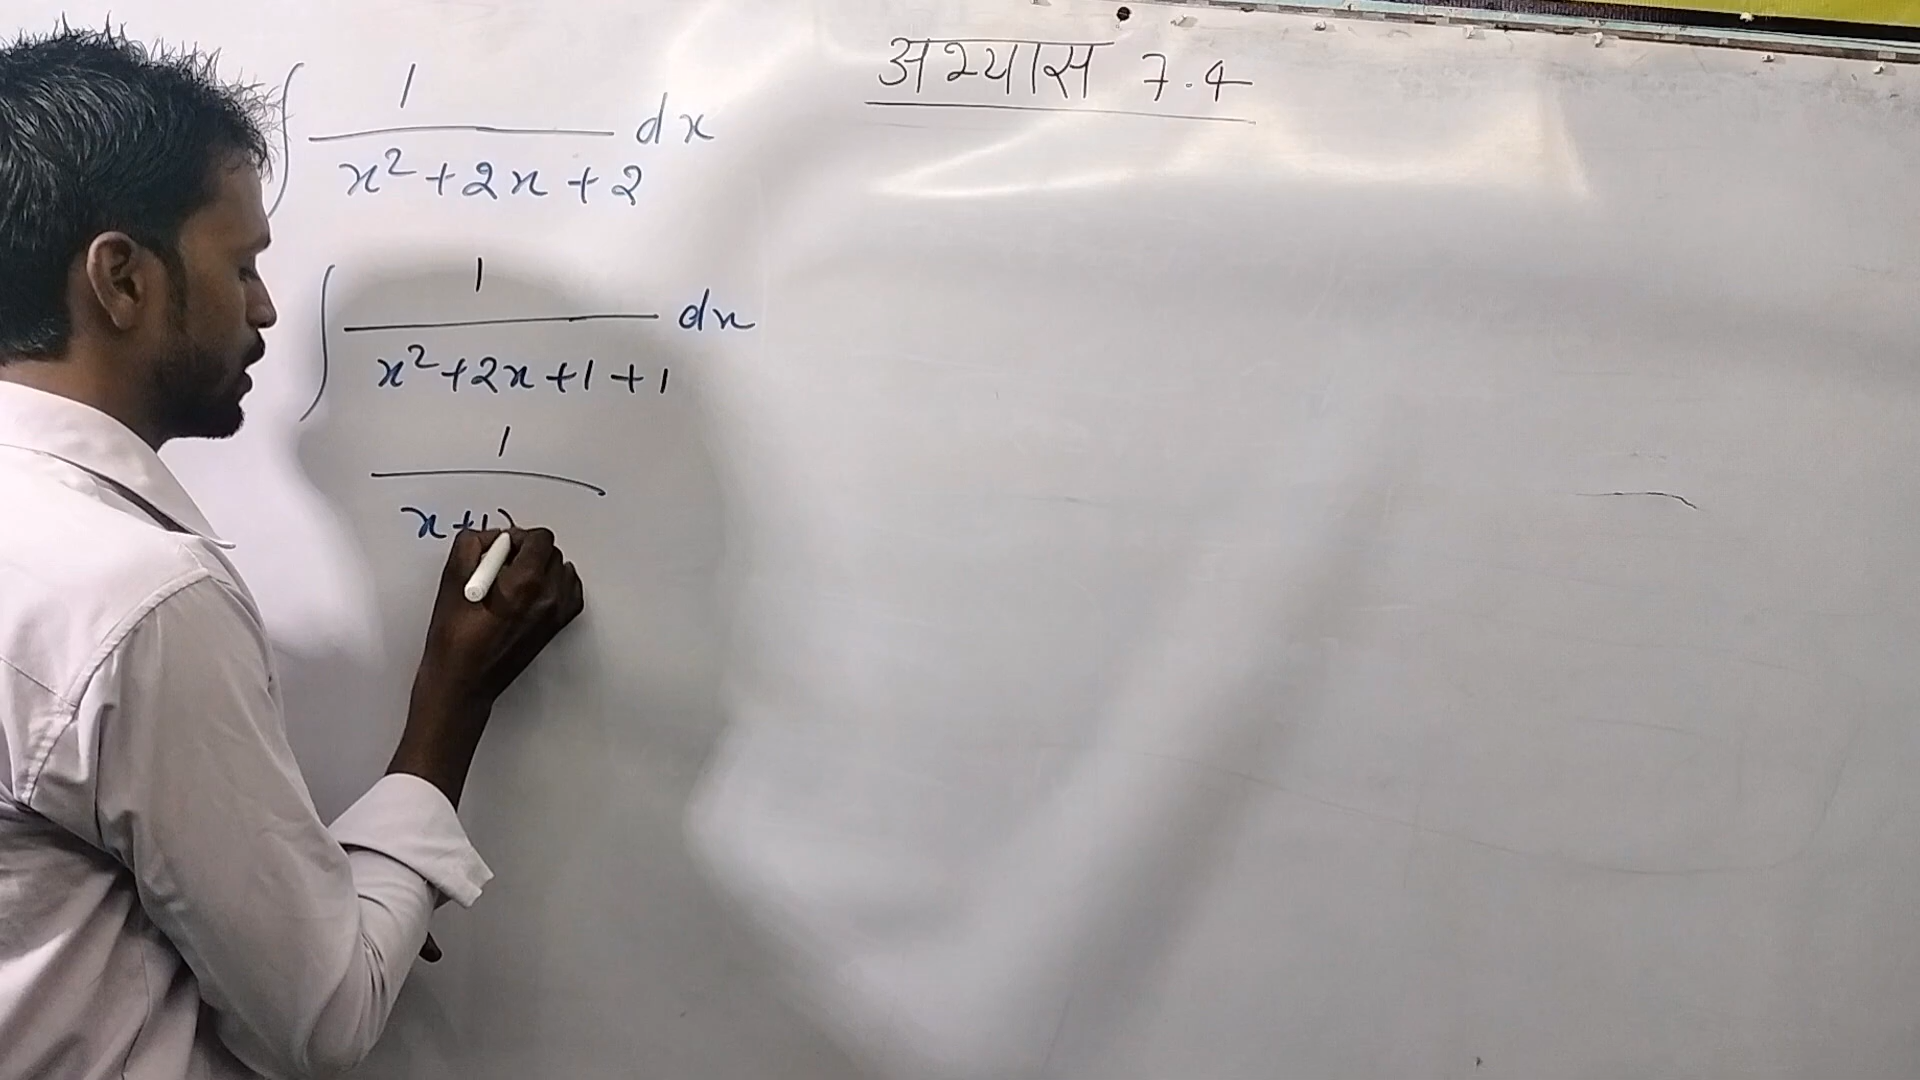 अभ्यास 7.4
∫ 1 / (x² + 2x + 2) dx
∫ 1 / (x² + 2x + 1 + 1) dx
1 / x + 1